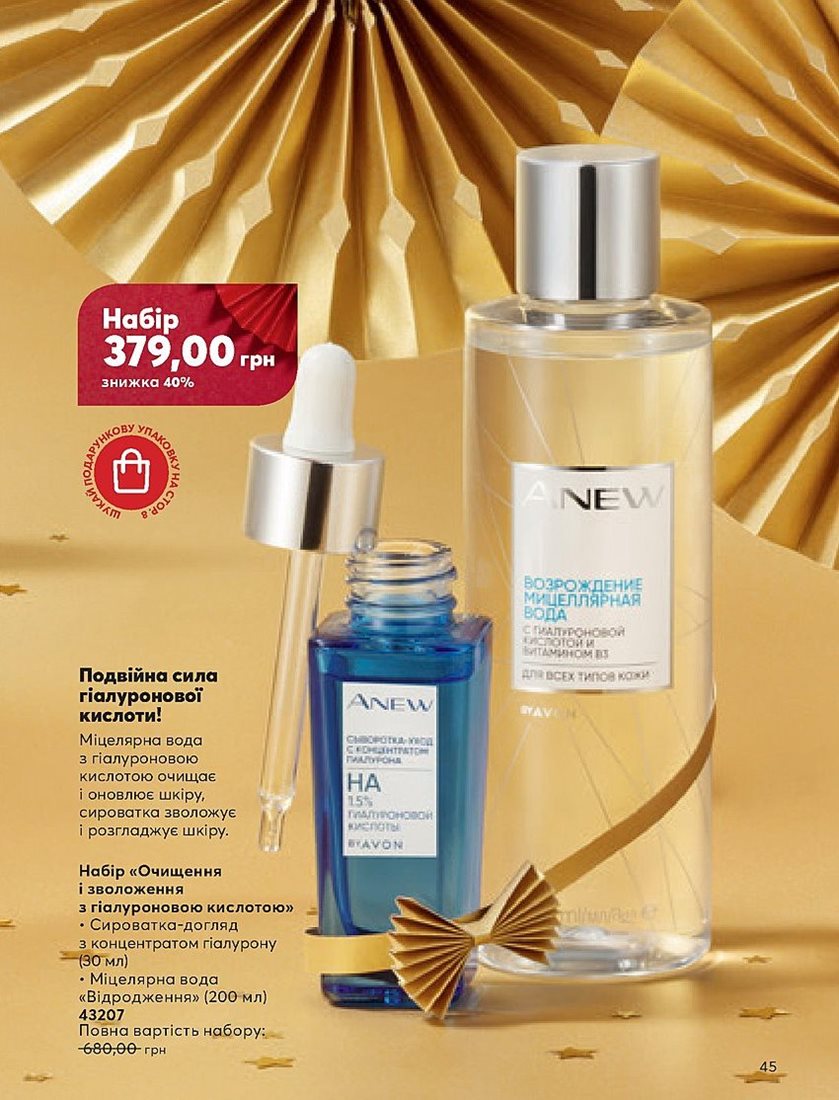 Набір
379,00 грн
знижка 40%
ШУКАЙ ПОДАРУНКОВУ УПАКОВКУ НА СТОР. 8
ANEW
ВОЗРОЖДЕНИЕ
МИЦЕЛЛЯРНАЯ
ВОДА
С ГИАЛУРОНОВОЙ
КИСЛОТОЙ И
ВИТАМИНОМ B3
ДЛЯ ВСЕХ ТИПОВ КОЖИ
BY AVON
ANEW
СЫВОРОТКА-УХОД
С КОНЦЕНТРАТОМ
ГИАЛУРОНА
HA
1.5%
ГИАЛУРОНОВОЙ
КИСЛОТЫ
BY AVON
Подвійна сила
гіалуронової
кислоти!
Міцелярна вода
з гіалуроновою
кислотою очищає
і оновлює шкіру,
сироватка зволожує
і розгладжує шкіру.
Набір «Очищення
і зволоження
з гіалуроновою кислотою»
• Сироватка-догляд
з концентратом гіалурону
(30 мл)
• Міцелярна вода
«Відродження» (200 мл)
43207
Повна вартість набору:
680,00 грн
45